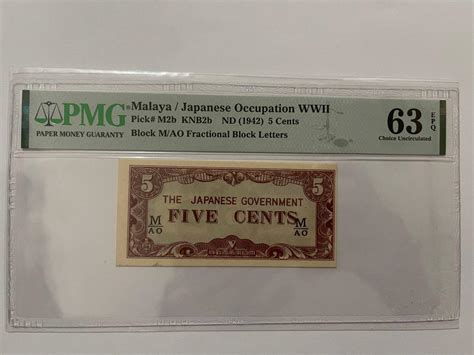 PMG
PAPER MONEY GUARANTY
Malaya / Japanese Occupation WWII
Pick# M2b KNB2b ND (1942) 5 Cents
Block M/AO Fractional Block Letters
63 EPQ
Choice Uncirculated
5 5
THE JAPANESE GOVERNMENT
M
AO
FIVE CENTS
M
AO